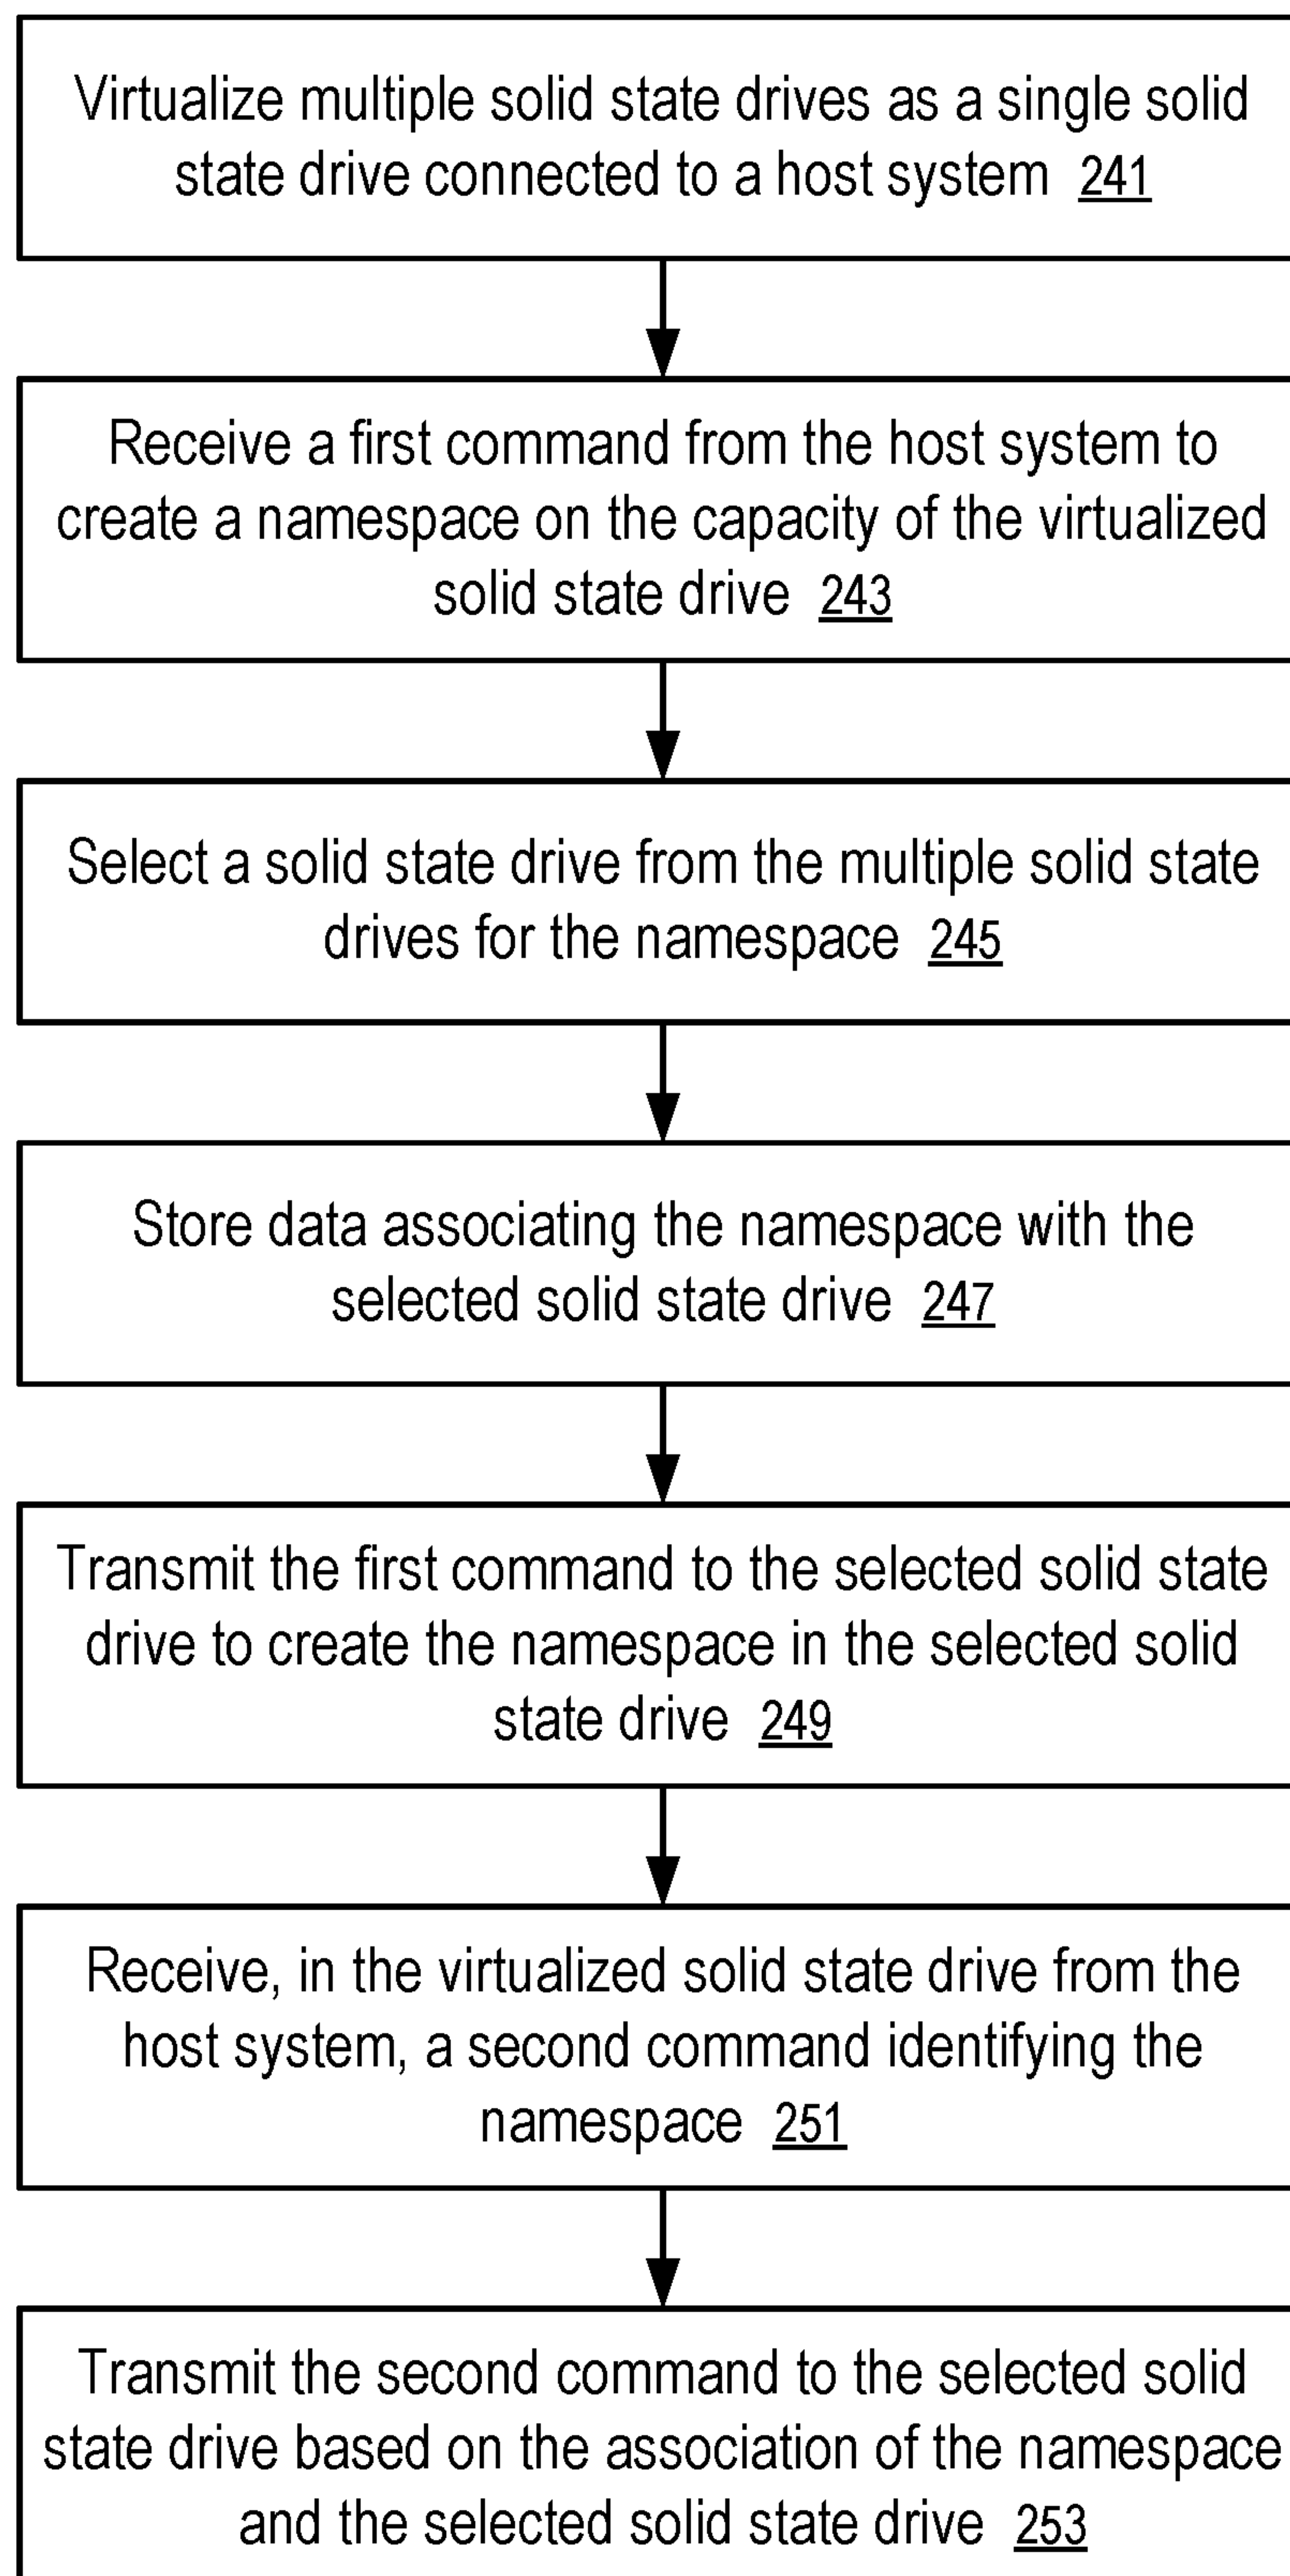 Virtualize multiple solid state drives as a single solid
state drive connected to a host system 241
Receive a first command from the host system to
create a namespace on the capacity of the virtualized
solid state drive 243
Select a solid state drive from the multiple solid state
drives for the namespace 245
Store data associating the namespace with the
selected solid state drive 247
Transmit the first command to the selected solid state
drive to create the namespace in the selected solid
state drive 249
Receive, in the virtualized solid state drive from the
host system, a second command identifying the
namespace 251
Transmit the second command to the selected solid
state drive based on the association of the namespace
and the selected solid state drive 253